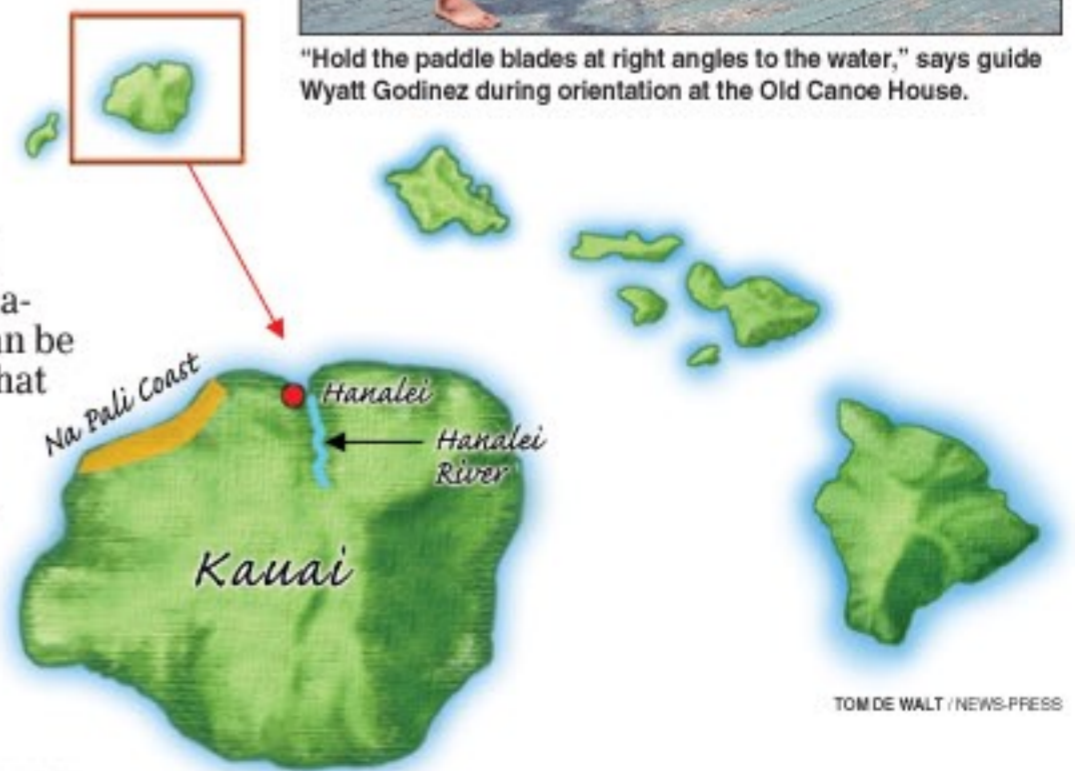 “Hold the paddle blades at right angles to the water,” says guide
Wyatt Godinez during orientation at the Old Canoe House.
a-
n be
hat
Na Pali Coast
Hanalei
Hanalei
River
Kauai
TOM DE WALT / NEWS-PRESS